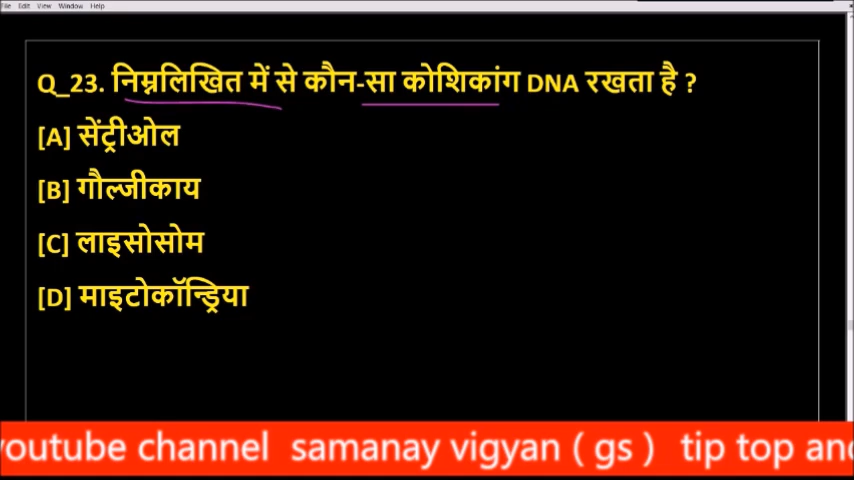 File Edit View Window Help
Q_23. निम्नलिखित में से कौन-सा कोशिकांग DNA रखता है ?
[A] सेंट्रीओल
[B] गौल्जीकाय
[C] लाइसोसोम
[D] माइटोकॉन्ड्रिया
youtube channel samanay vigyan ( gs ) tip top and